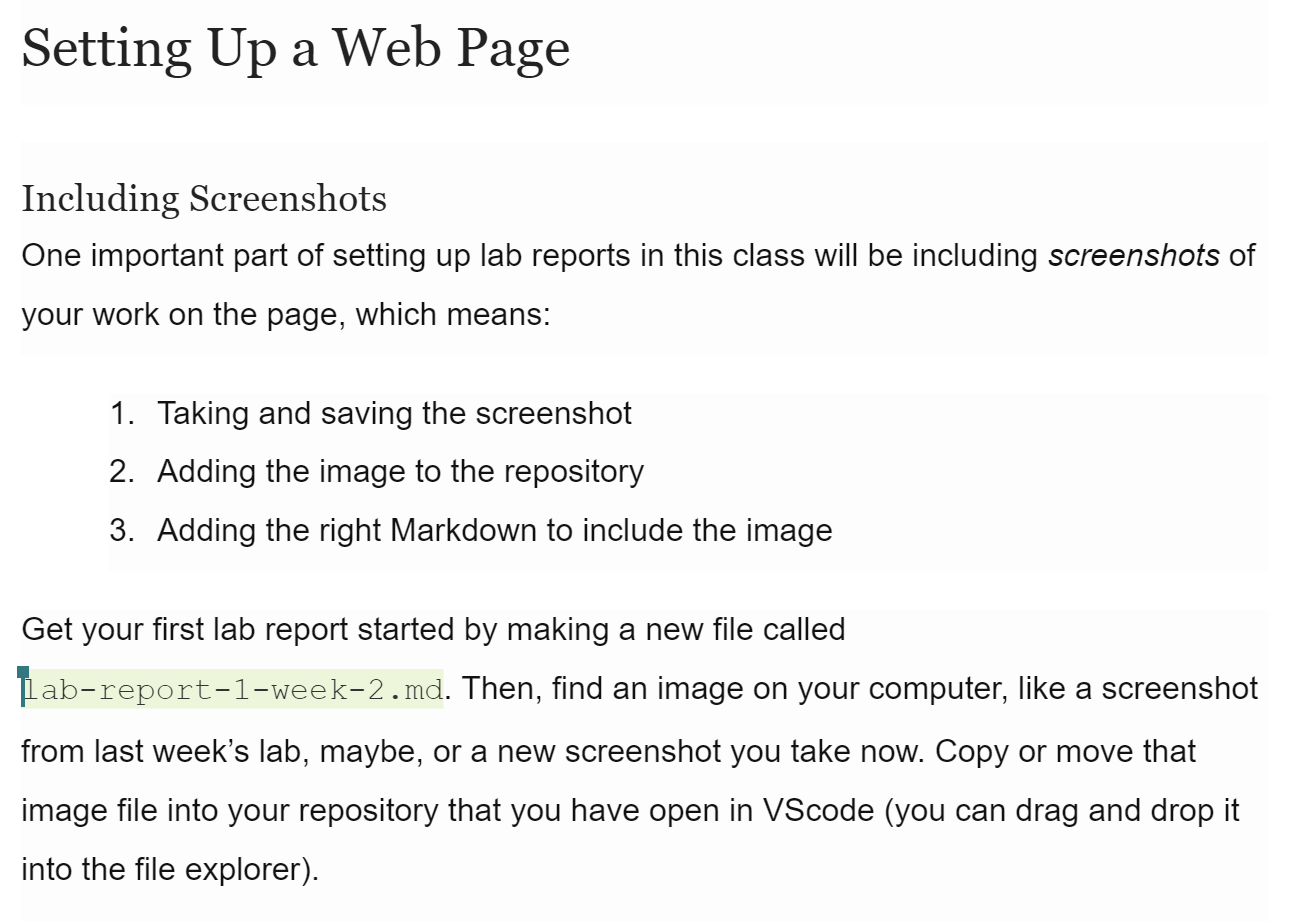 Setting Up a Web Page
Including Screenshots
One important part of setting up lab reports in this class will be including screenshots of
your work on the page, which means:
1. Taking and saving the screenshot
2. Adding the image to the repository
3. Adding the right Markdown to include the image
Get your first lab report started by making a new file called
lab-report-1-week-2.md. Then, find an image on your computer, like a screenshot
from last week’s lab, maybe, or a new screenshot you take now. Copy or move that
image file into your repository that you have open in VScode (you can drag and drop it
into the file explorer).